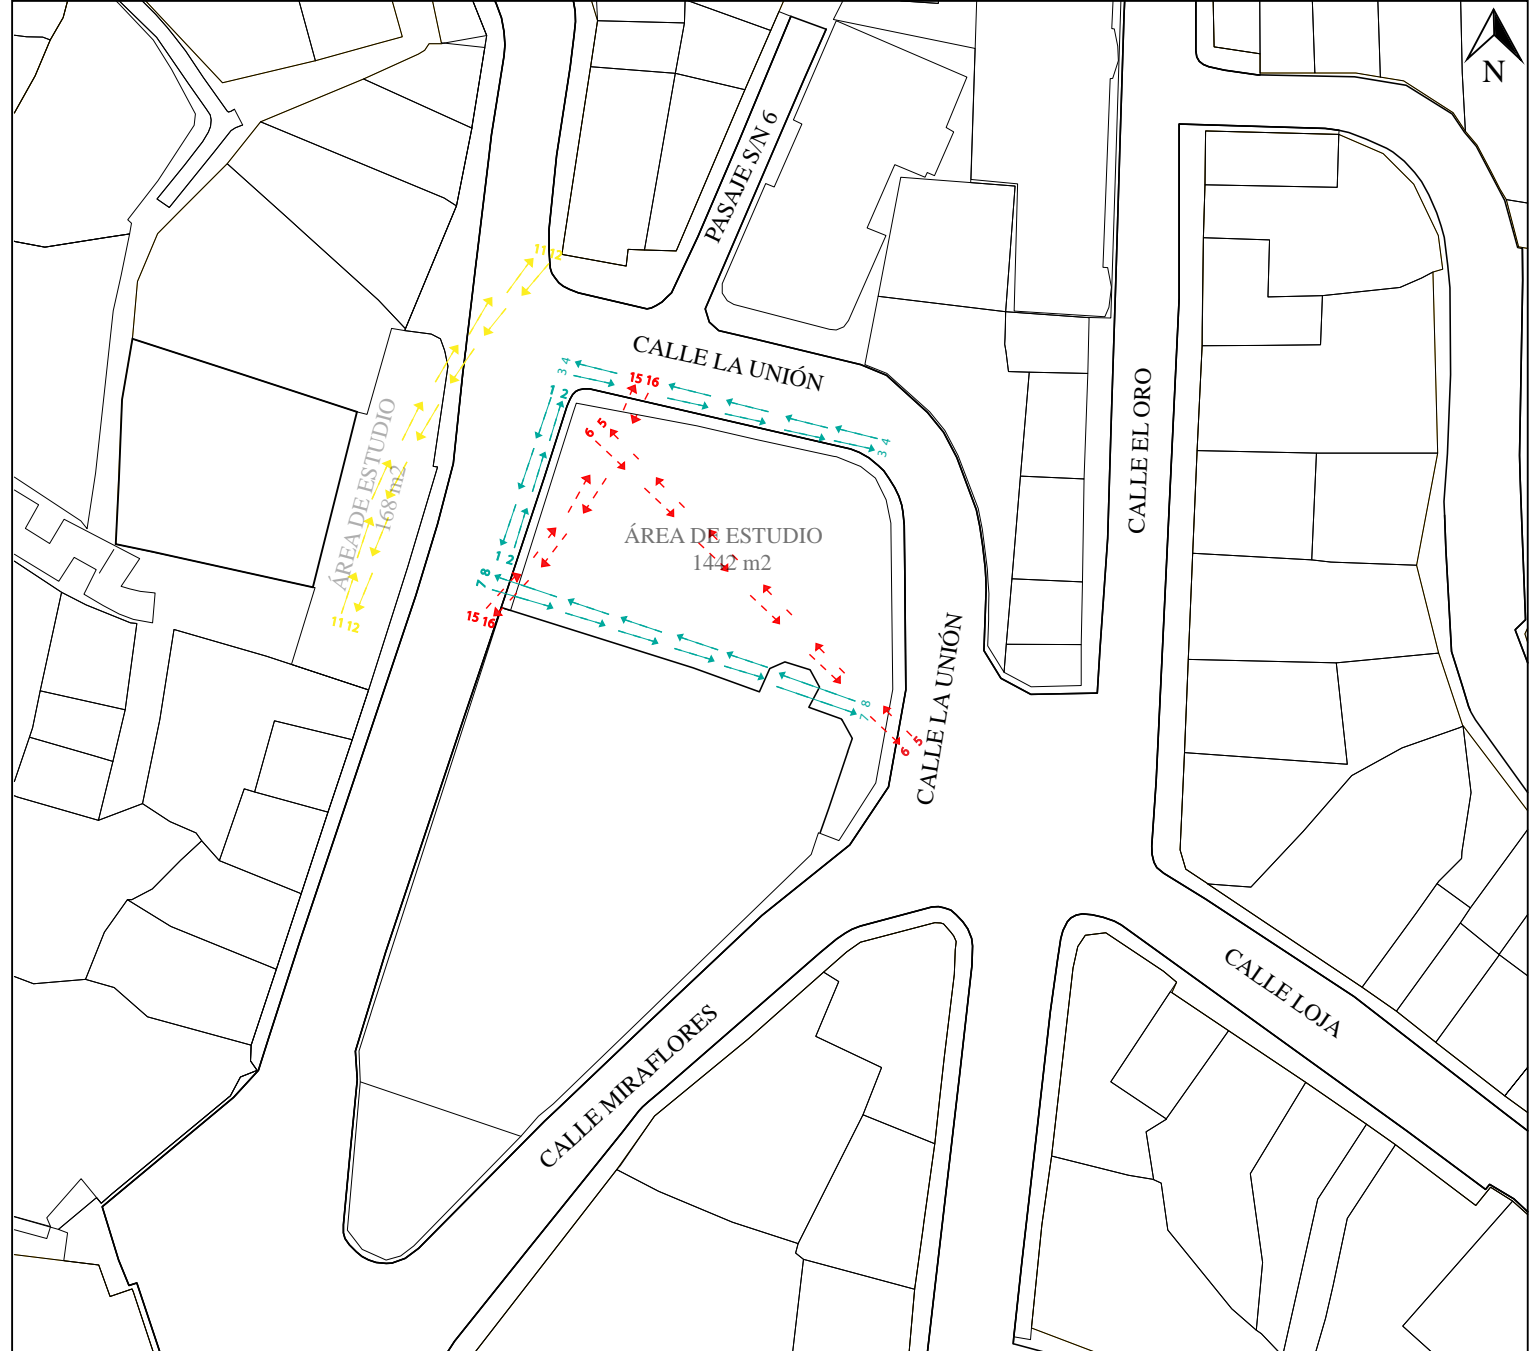 N
PASAJE S/N 6
11 12
CALLE LA UNIÓN
3 4
15 16
1 2
6 5
3 4
CALLE EL ORO
ÁREA DE ESTUDIO
168 m2
ÁREA DE ESTUDIO
1442 m2
1 2
7 8
15 16
11 12
CALLE LA UNIÓN
7 8
6 5
CALLE LOJA
CALLE MIRAFLORES